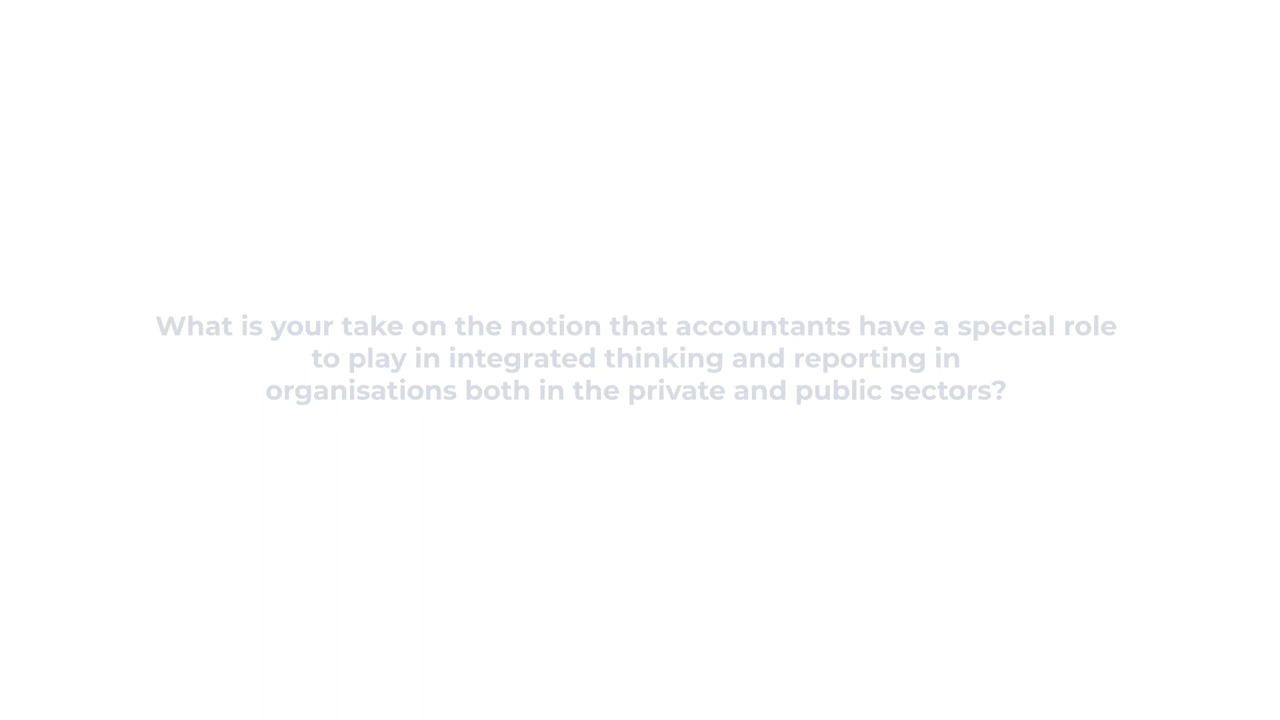 What is your take on the notion that accountants have a special role
to play in integrated thinking and reporting in
organisations both in the private and public sectors?